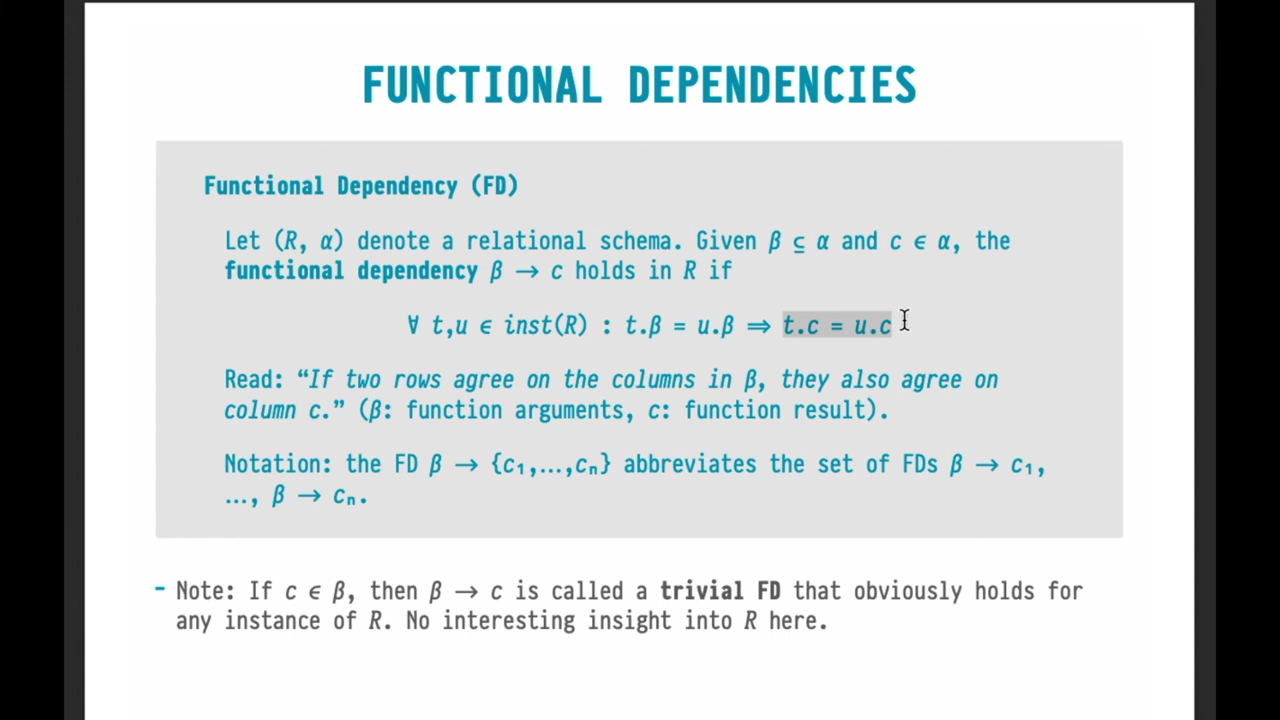 FUNCTIONAL DEPENDENCIES
Functional Dependency (FD)
Let (R, α) denote a relational schema. Given β ⊆ α and c ∈ α, the
functional dependency β → c holds in R if
∀ t,u ∈ inst(R) : t.β = u.β ⇒ t.c = u.c
Read: “If two rows agree on the columns in β, they also agree on
column c.” (β: function arguments, c: function result).
Notation: the FD β → {c₁,…,cₙ} abbreviates the set of FDs β → c₁,
…, β → cₙ.
- Note: If c ∈ β, then β → c is called a trivial FD that obviously holds for
any instance of R. No interesting insight into R here.